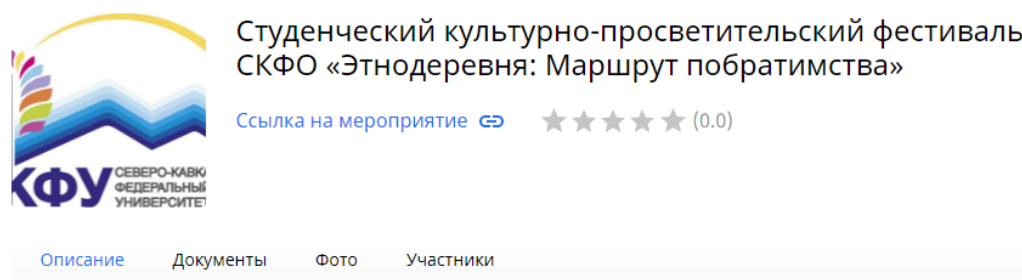 Студенческий культурно-просветительский фестиваль
СКФО «Этнодеревня: Маршрут побратимства»
Ссылка на мероприятие (0.0)
КФУ
СЕВЕРО-КАВК
ФЕДЕРАЛЬНЫЙ
УНИВЕРСИТЕТ
Описание Документы Фото Участники